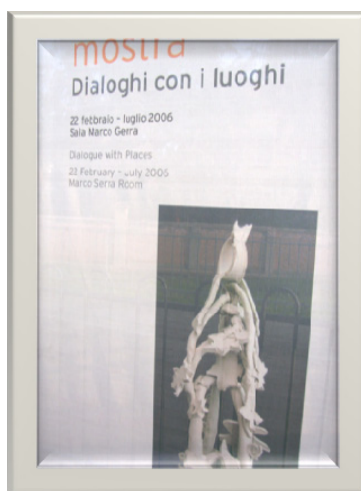 mostra
Dialoghi con i luoghi
22 febbraio - luglio 2006
Sala Marco Gerra
Dialogue with Places
22 February - July 2006
Marco Serra Room